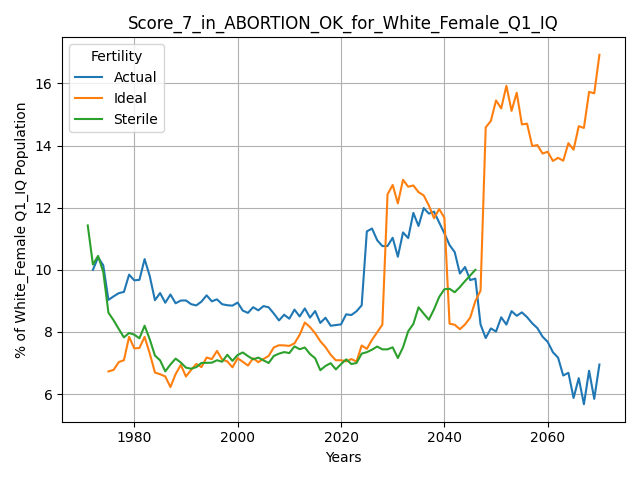 Score_7_in_ABORTION_OK_for_White_Female_Q1_IQ
Fertility
Actual
Ideal
Sterile
% of White_Female Q1_IQ Population
16
14
12
10
8
6
1980
2000
2020
2040
2060
Years